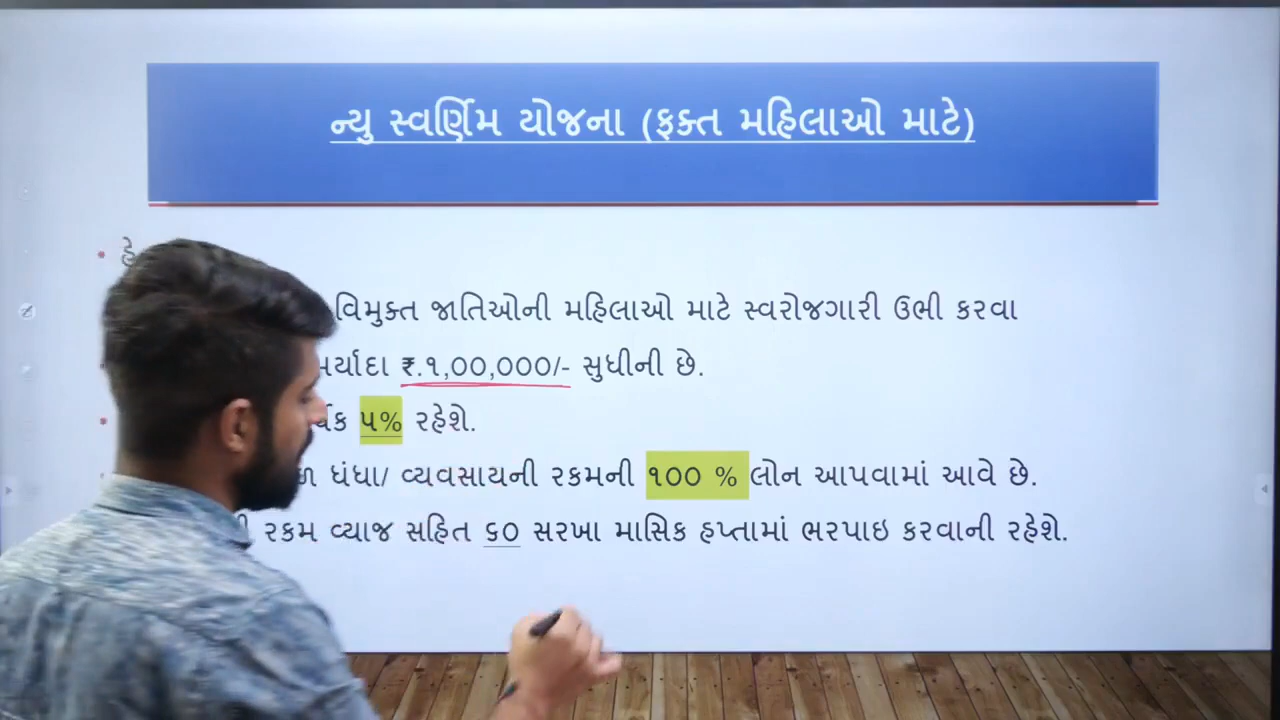 ન્યુ સ્વર્ણિમ યોજના (ફક્ત મહિલાઓ માટે)
વિમુક્ત જાતિઓની મહિલાઓ માટે સ્વરોજગારી ઉભી કરવા
મર્યાદા ₹.૧,૦૦,૦૦૦/- સુધીની છે.
૫% રહેશે.
ધંધા/ વ્યવસાયની રકમની ૧૦૦ % લોન આપવામાં આવે છે.
રકમ વ્યાજ સહિત ૬૦ સરખા માસિક હપ્તામાં ભરપાઇ કરવાની રહેશે.